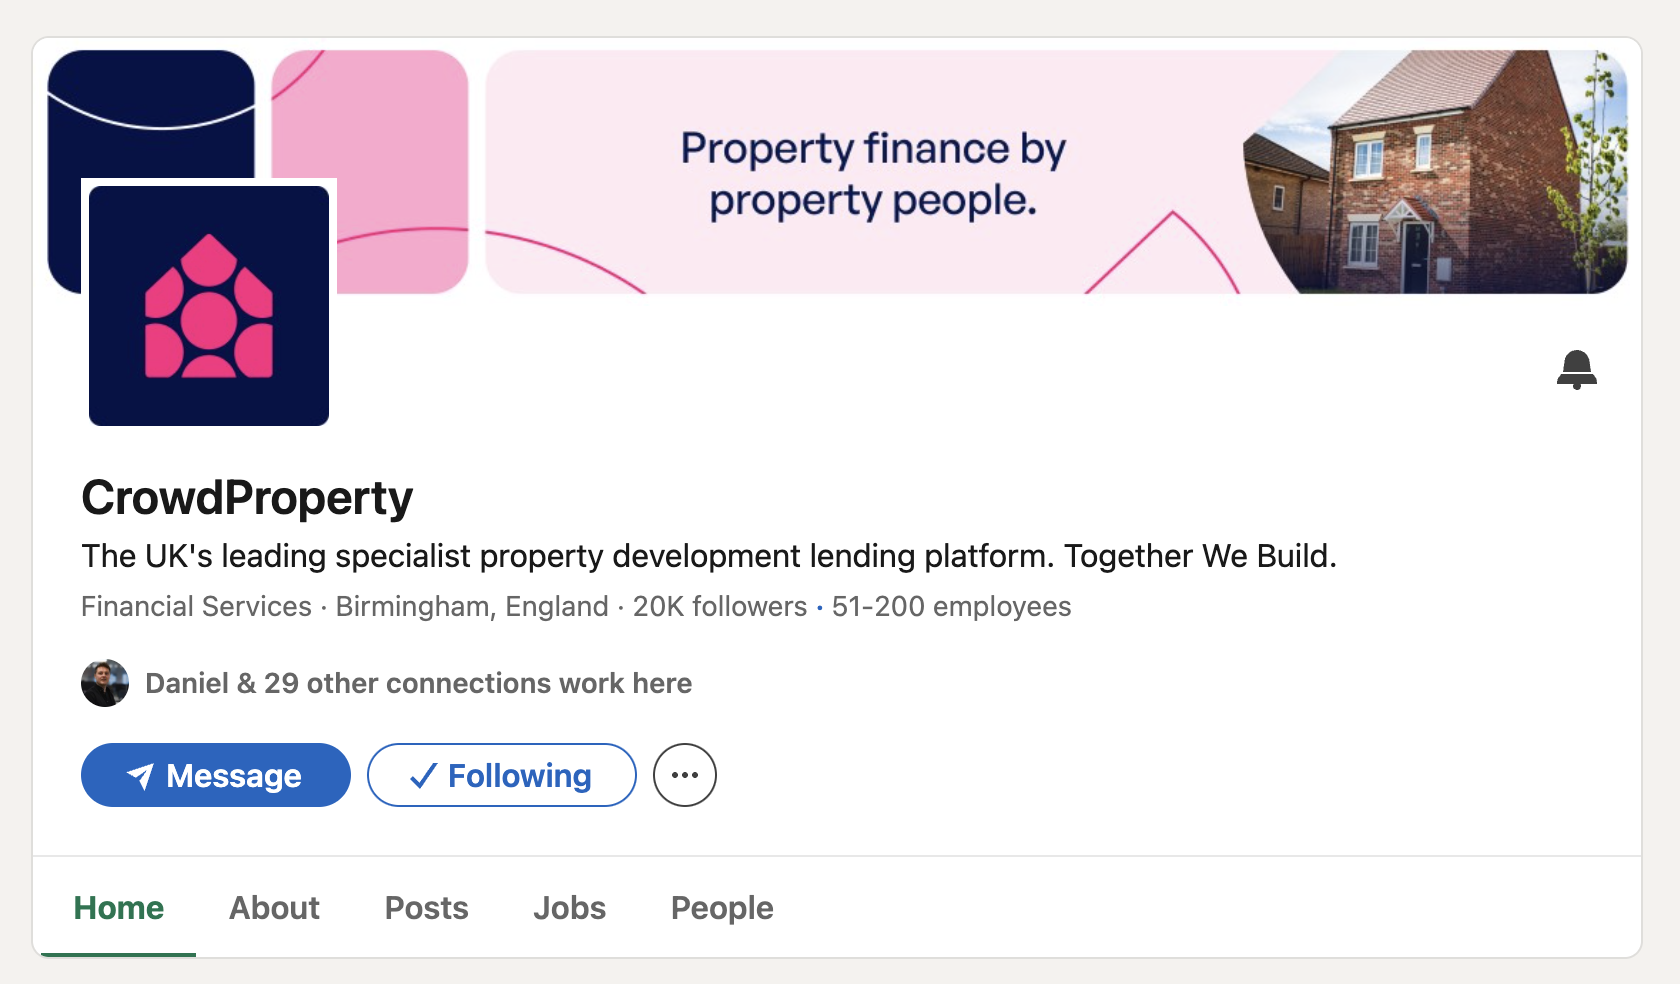 Property finance by
property people.
CrowdProperty
The UK's leading specialist property development lending platform. Together We Build.
Financial Services · Birmingham, England · 20K followers · 51-200 employees
Daniel & 29 other connections work here
Message
Following
Home
About
Posts
Jobs
People